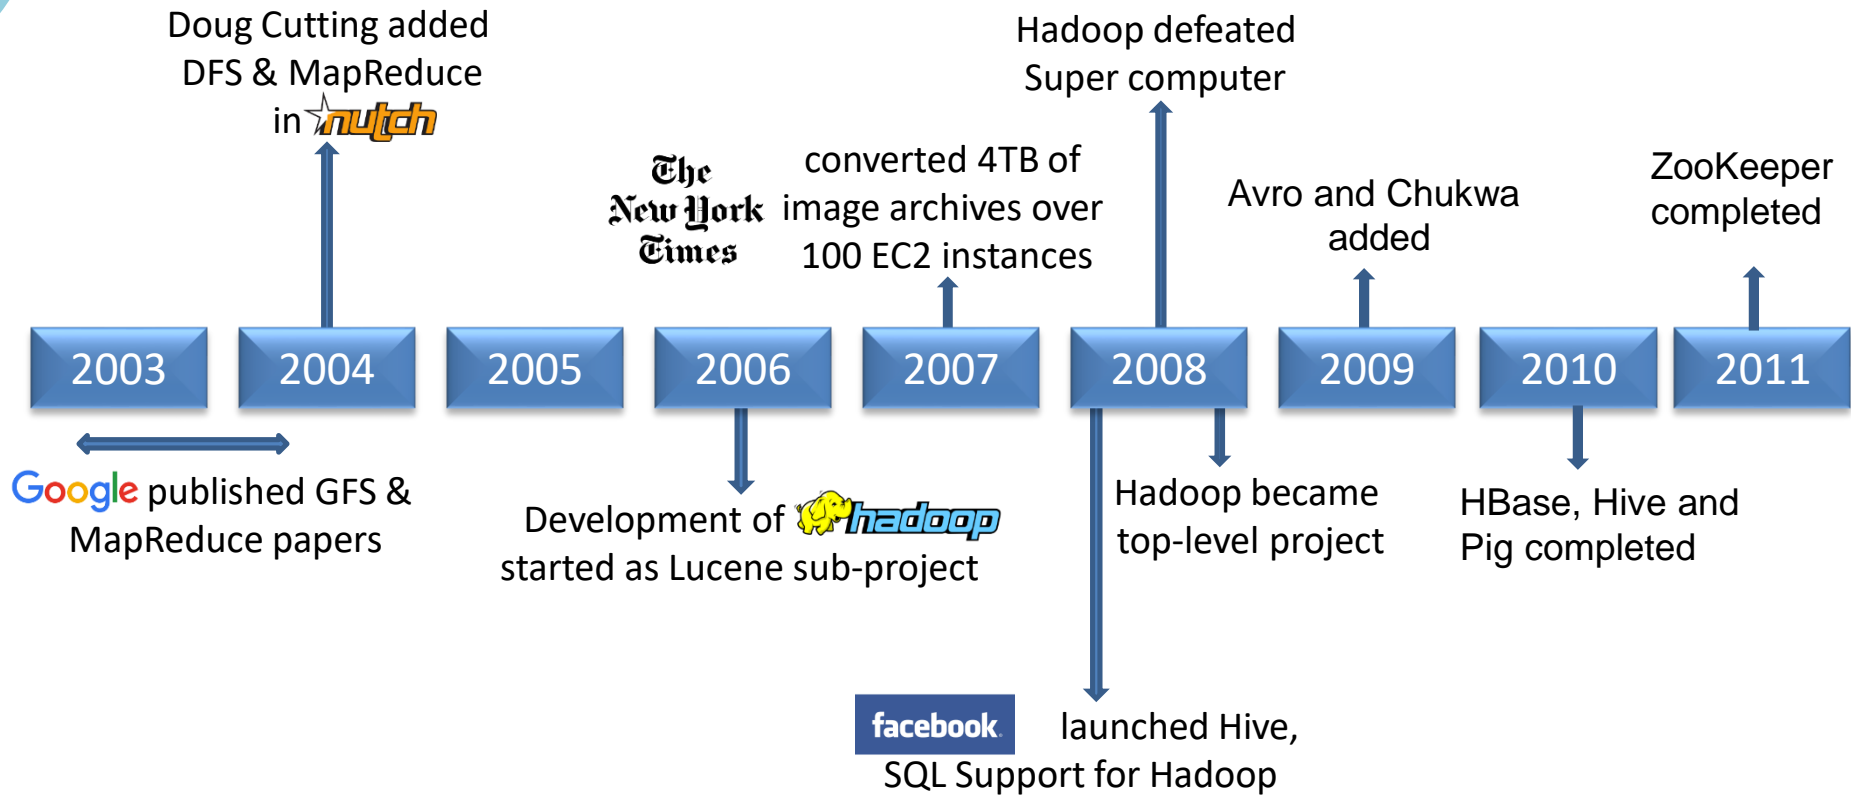 Doug Cutting added
DFS & MapReduce
in nutch
The
New York
Times
converted 4TB of
image archives over
100 EC2 instances
Hadoop defeated
Super computer
Avro and Chukwa
added
ZooKeeper
completed
2003
2004
2005
2006
2007
2008
2009
2010
2011
Google published GFS &
MapReduce papers
Development of hadoop
started as Lucene sub-project
Hadoop became
top-level project
HBase, Hive and
Pig completed
facebook. launched Hive,
SQL Support for Hadoop